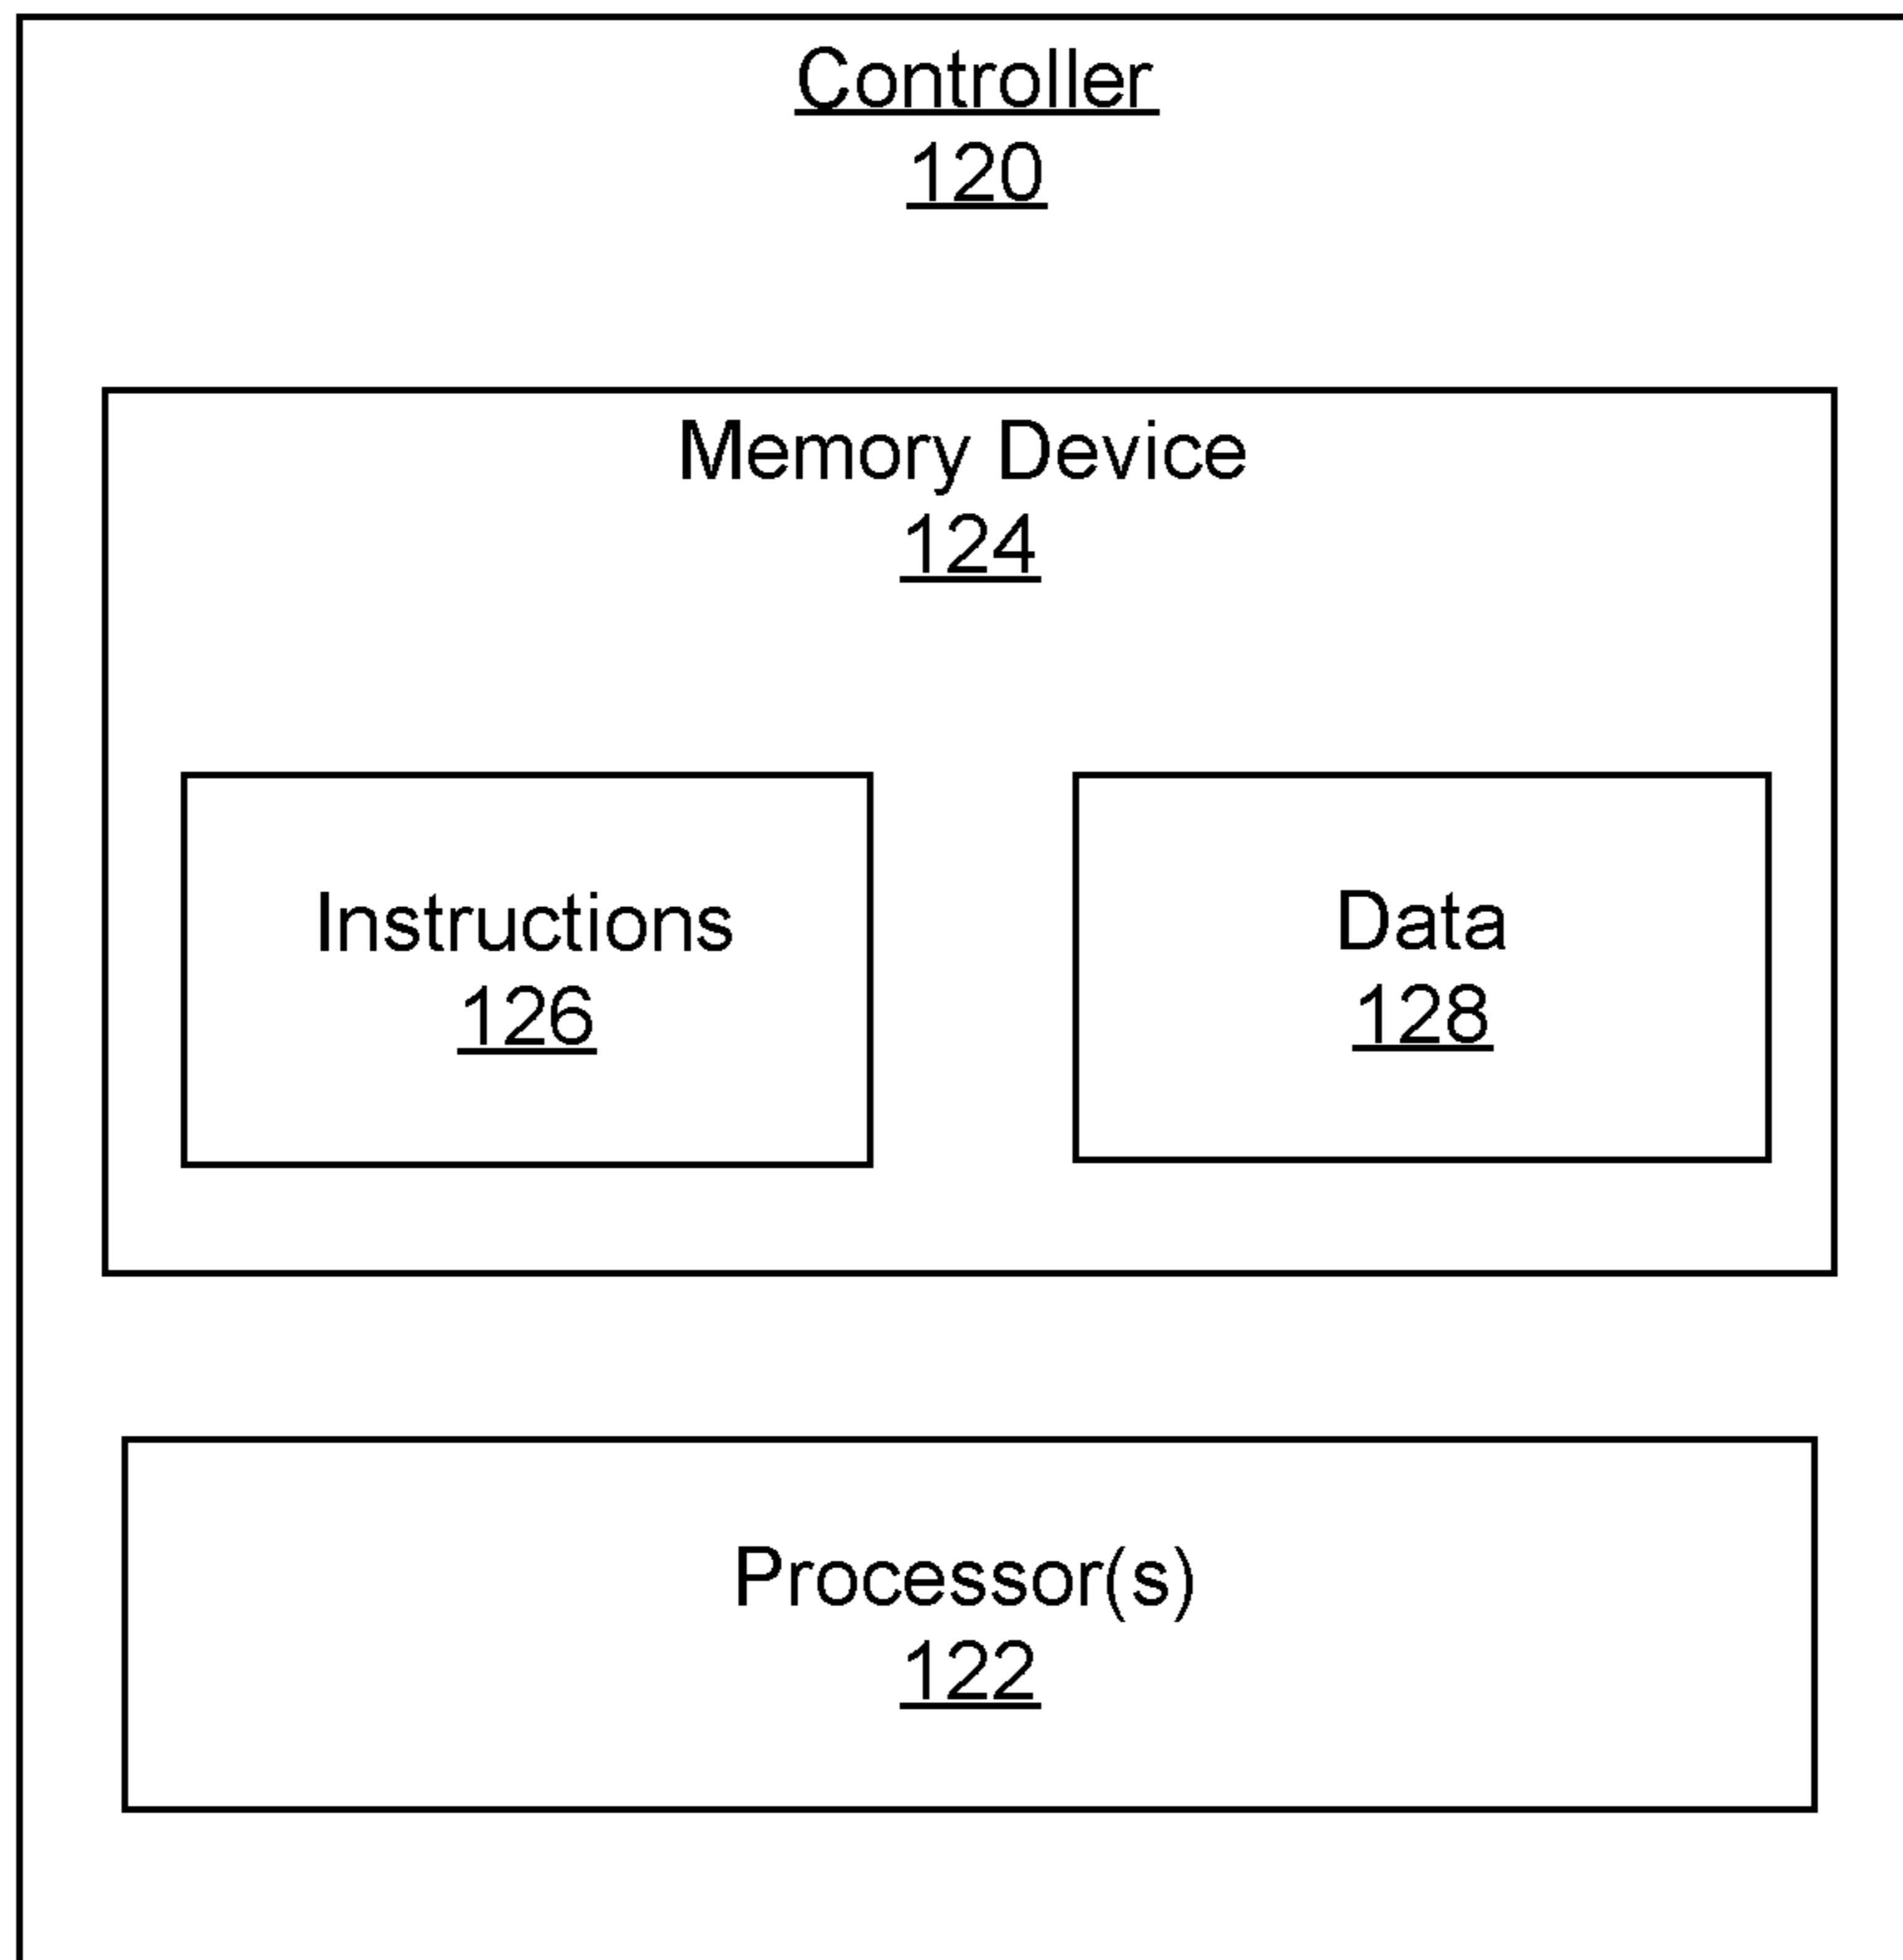 Controller
120
Memory Device
124
Instructions
126
Data
128
Processor(s)
122